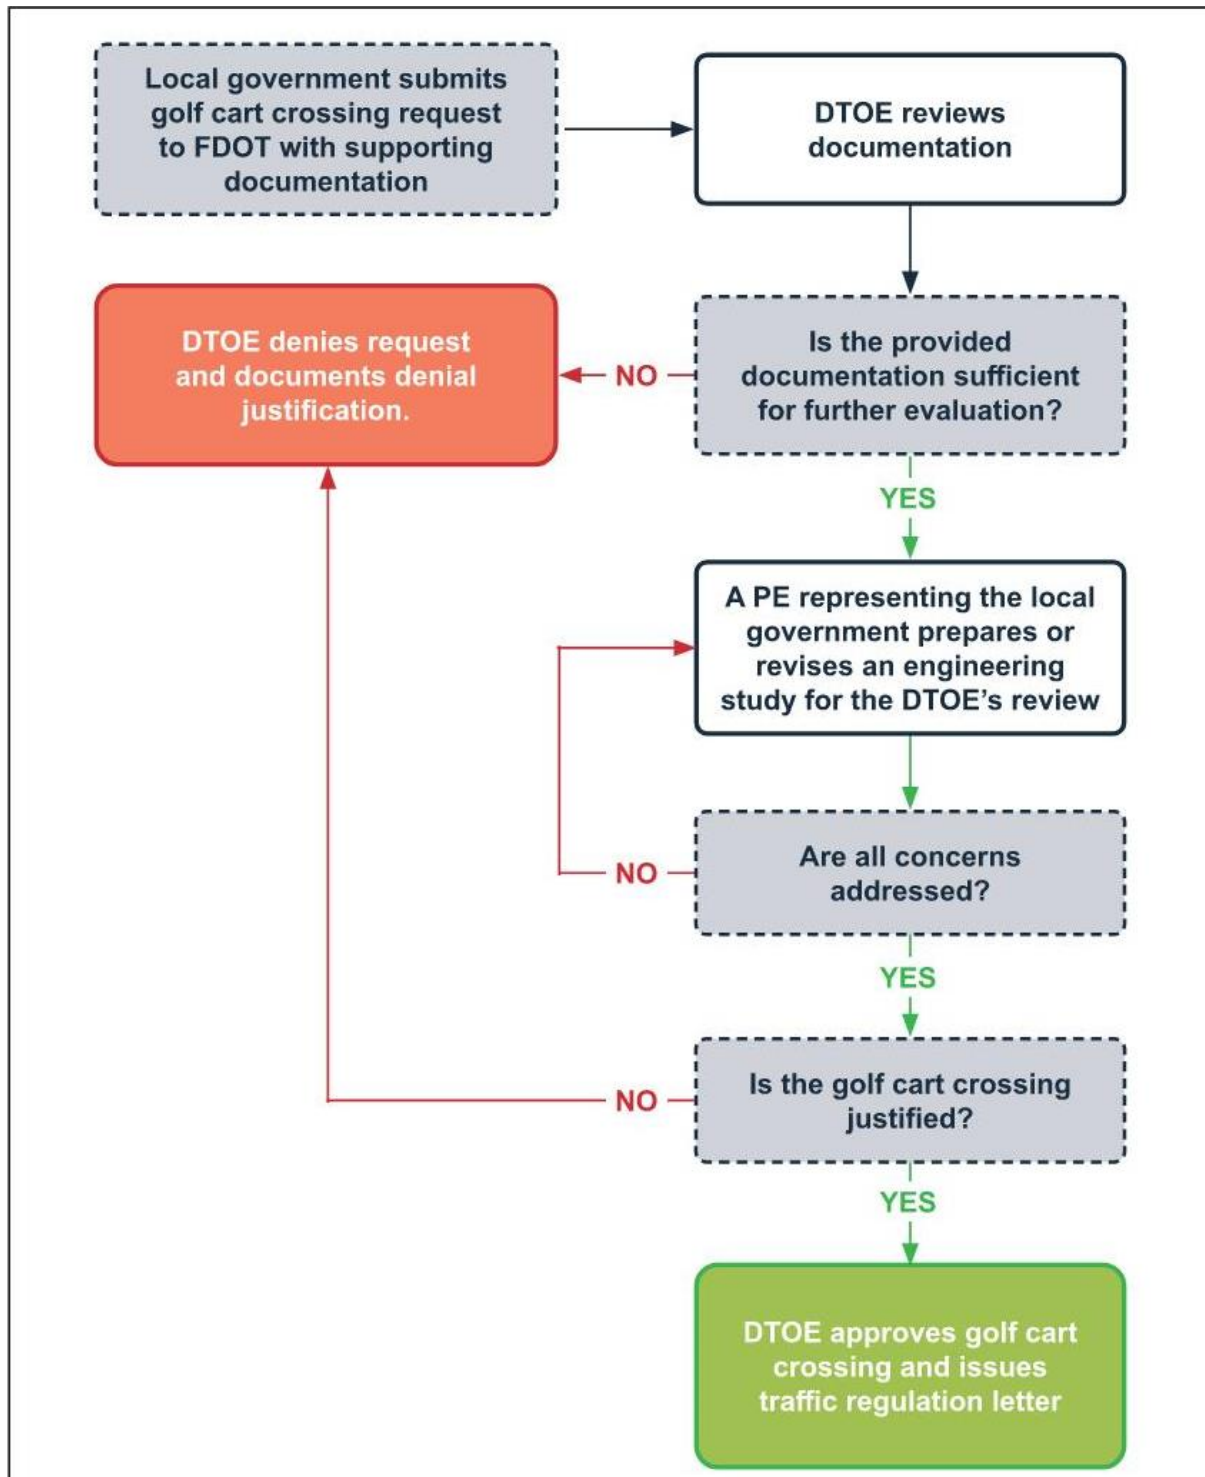 Local government submits
golf cart crossing request
to FDOT with supporting
documentation
DTOE reviews
documentation
DTOE denies request
and documents denial
justification.
NO
Is the provided
documentation sufficient
for further evaluation?
YES
A PE representing the local
government prepares or
revises an engineering
study for the DTOE’s review
NO
Are all concerns
addressed?
YES
NO
Is the golf cart crossing
justified?
YES
DTOE approves golf cart
crossing and issues
traffic regulation letter